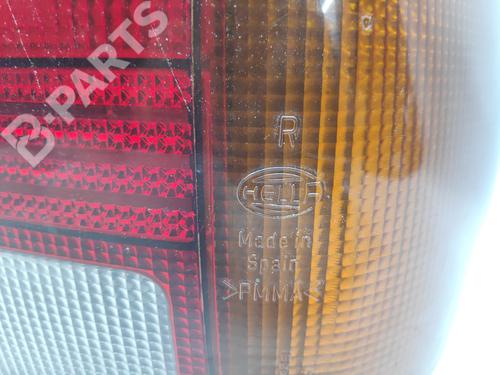 B-PARTS
R
HELLA
Made in
Spain
>PMMA<